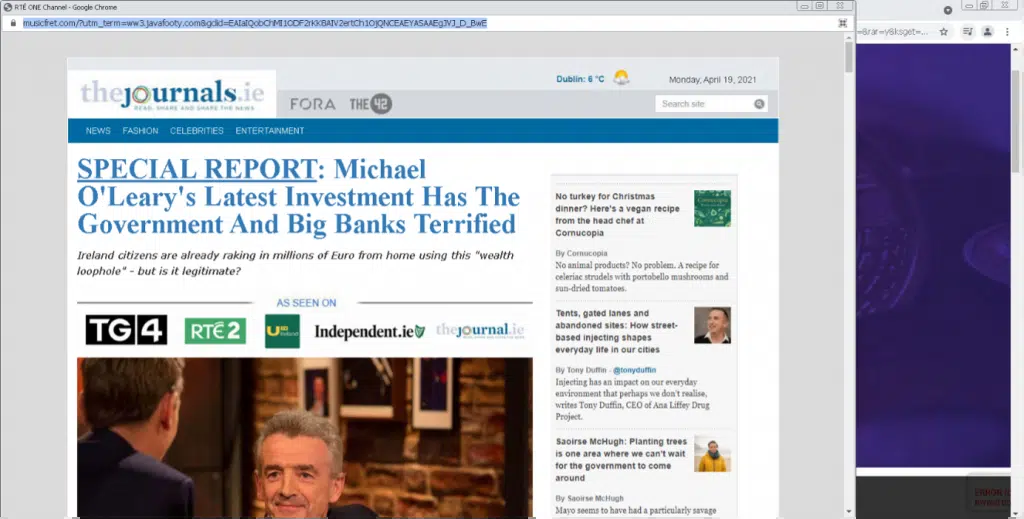 RTÉ ONE Channel - Google Chrome
musicfret.com/?utm_term=ww3.javafooty.com&gclid=EAIaIQobChMI1ODF2rKK8AIV2ertCh1OjQNCEAEYASAAEgJVJ_D_BwE
=&rar=y&ksget=...
thejournals.ie
READ, SHARE AND SHAPE THE NEWS
FORA THE 42
Dublin: 6 °C
Monday, April 19, 2021
Search site
NEWS FASHION CELEBRITIES ENTERTAINMENT
SPECIAL REPORT: Michael
O'Leary's Latest Investment Has The
Government And Big Banks Terrified
Ireland citizens are already raking in millions of Euro from home using this "wealth
loophole" - but is it legitimate?
AS SEEN ON
TG4 RTÉ2 Independent.ie thejournal.ie
No turkey for Christmas
dinner? Here's a vegan recipe
from the head chef at
Cornucopia
Cornucopia
By Cornucopia
No animal products? No problem. A recipe for
celeriac strudels with portobello mushrooms and
sun-dried tomatoes.
Tents, gated lanes and
abandoned sites: How street-
based injecting shapes
everyday life in our cities
By Tony Duffin - @tonyduffin
Injecting has an impact on our everyday
environment that perhaps we don't realise,
writes Tony Duffin, CEO of Ana Liffey Drug
Project.
Saoirse McHugh: Planting trees
is one area where we can't wait
for the government to come
around
By Saoirse McHugh
Mayo seems to have had a particularly savage